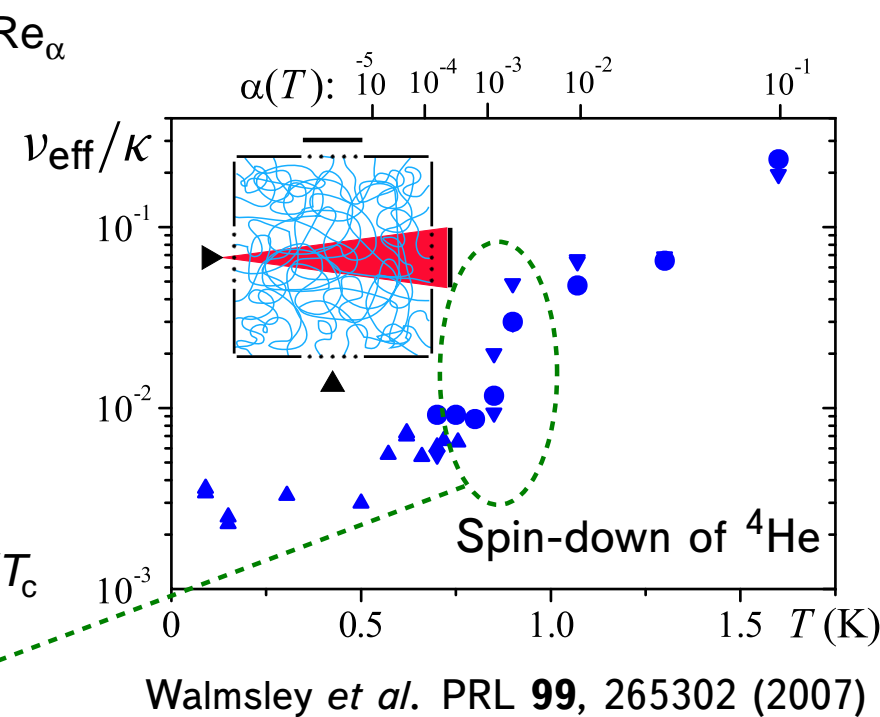 Re_α
α(T): 10^-5 10^-4 10^-3 10^-2 10^-1
ν_eff/κ
10^-1
10^-2
10^-3
Spin-down of ^4He
T_c
0 0.5 1.0 1.5 T (K)
Walmsley et al. PRL 99, 265302 (2007)